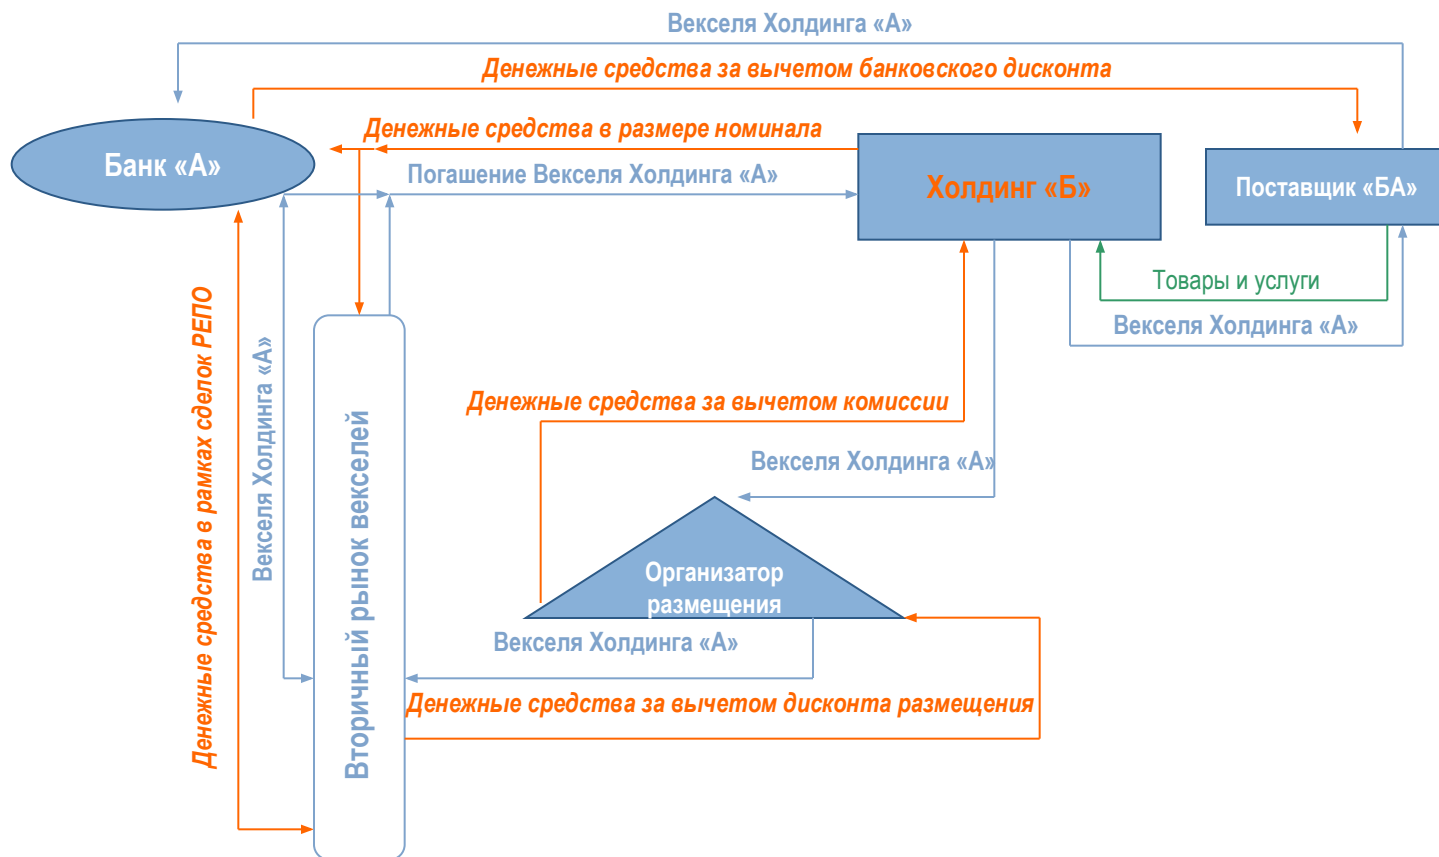 Векселя Холдинга «А»
Денежные средства за вычетом банковского дисконта
Денежные средства в размере номинала
Банк «А»
Погашение Векселя Холдинга «А»
Холдинг «Б»
Поставщик «БА»
Товары и услуги
Векселя Холдинга «А»
Денежные средства в рамках сделок РЕПО
Векселя Холдинга «А»
Вторичный рынок векселей
Денежные средства за вычетом комиссии
Векселя Холдинга «А»
Организатор
размещения
Векселя Холдинга «А»
Денежные средства за вычетом дисконта размещения